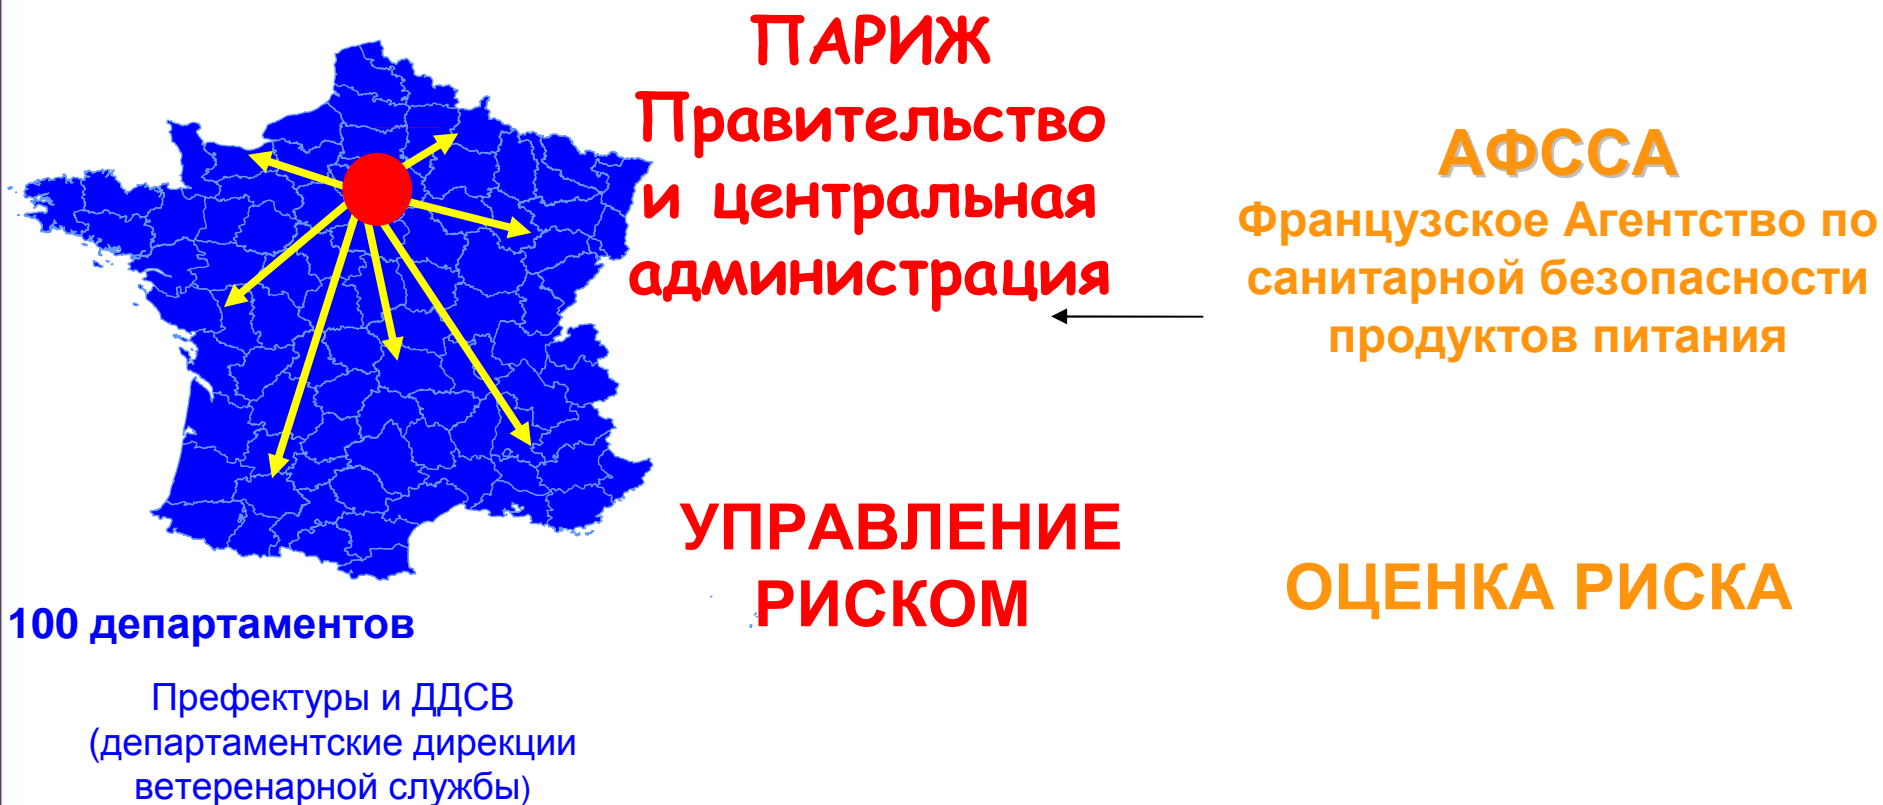 ПАРИЖ
Правительство
и центральная
администрация
АФССА
Французское Агентство по
санитарной безопасности
продуктов питания
УПРАВЛЕНИЕ
РИСКОМ
ОЦЕНКА РИСКА
100 департаментов
Префектуры и ДДСВ
(департаментские дирекции
ветеренарной службы)